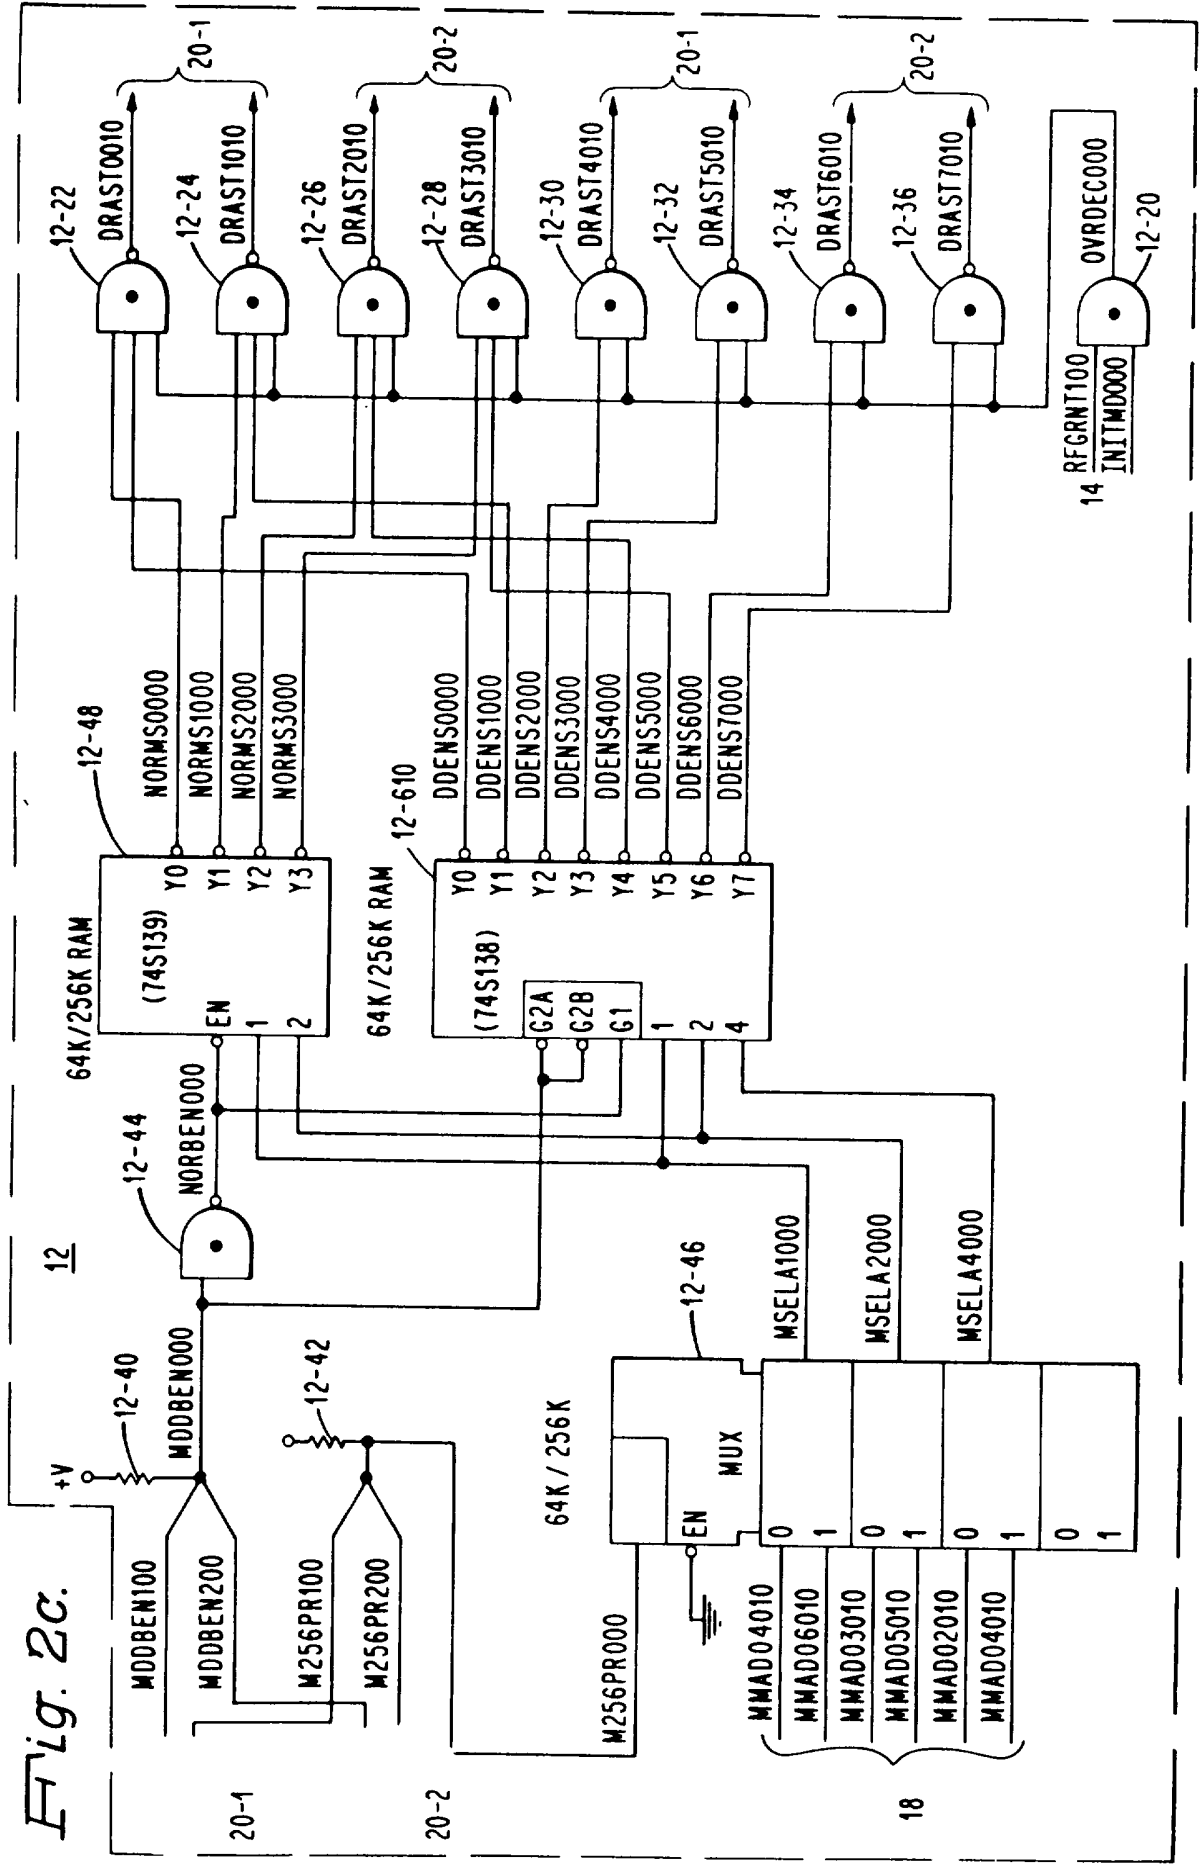 Fig. 2c.
12
20-1
20-2
MDDBEN100
MDDBEN200
M256PR100
M256PR200
+V
12-40
MDDBEN000
12-42
12-44
NORBEN000
64K/256K RAM
(74S139)
EN
1
2
Y0
Y1
Y2
Y3
12-48
NORMS0000
NORMS1000
NORMS2000
NORMS3000
64K/256K RAM
(74S138)
G2A
G2B
G1
1
2
4
Y0
Y1
Y2
Y3
Y4
Y5
Y6
Y7
12-610
DDENS0000
DDENS1000
DDENS2000
DDENS3000
DDENS4000
DDENS5000
DDENS6000
DDENS7000
M256PR000
64K/256K
MUX
EN
12-46
18
MMAD04010
MMAD06010
MMAD03010
MMAD05010
MMAD02010
MMAD04010
0
1
0
1
0
1
0
1
MSELA1000
MSELA2000
MSELA4000
12-22
DRAST0010
12-24
DRAST1010
20-1
12-26
DRAST2010
12-28
DRAST3010
20-2
12-30
DRAST4010
12-32
DRAST5010
20-1
12-34
DRAST6010
12-36
DRAST7010
20-2
14
RFGRNT100
INITMD000
OVRDEC000
12-20